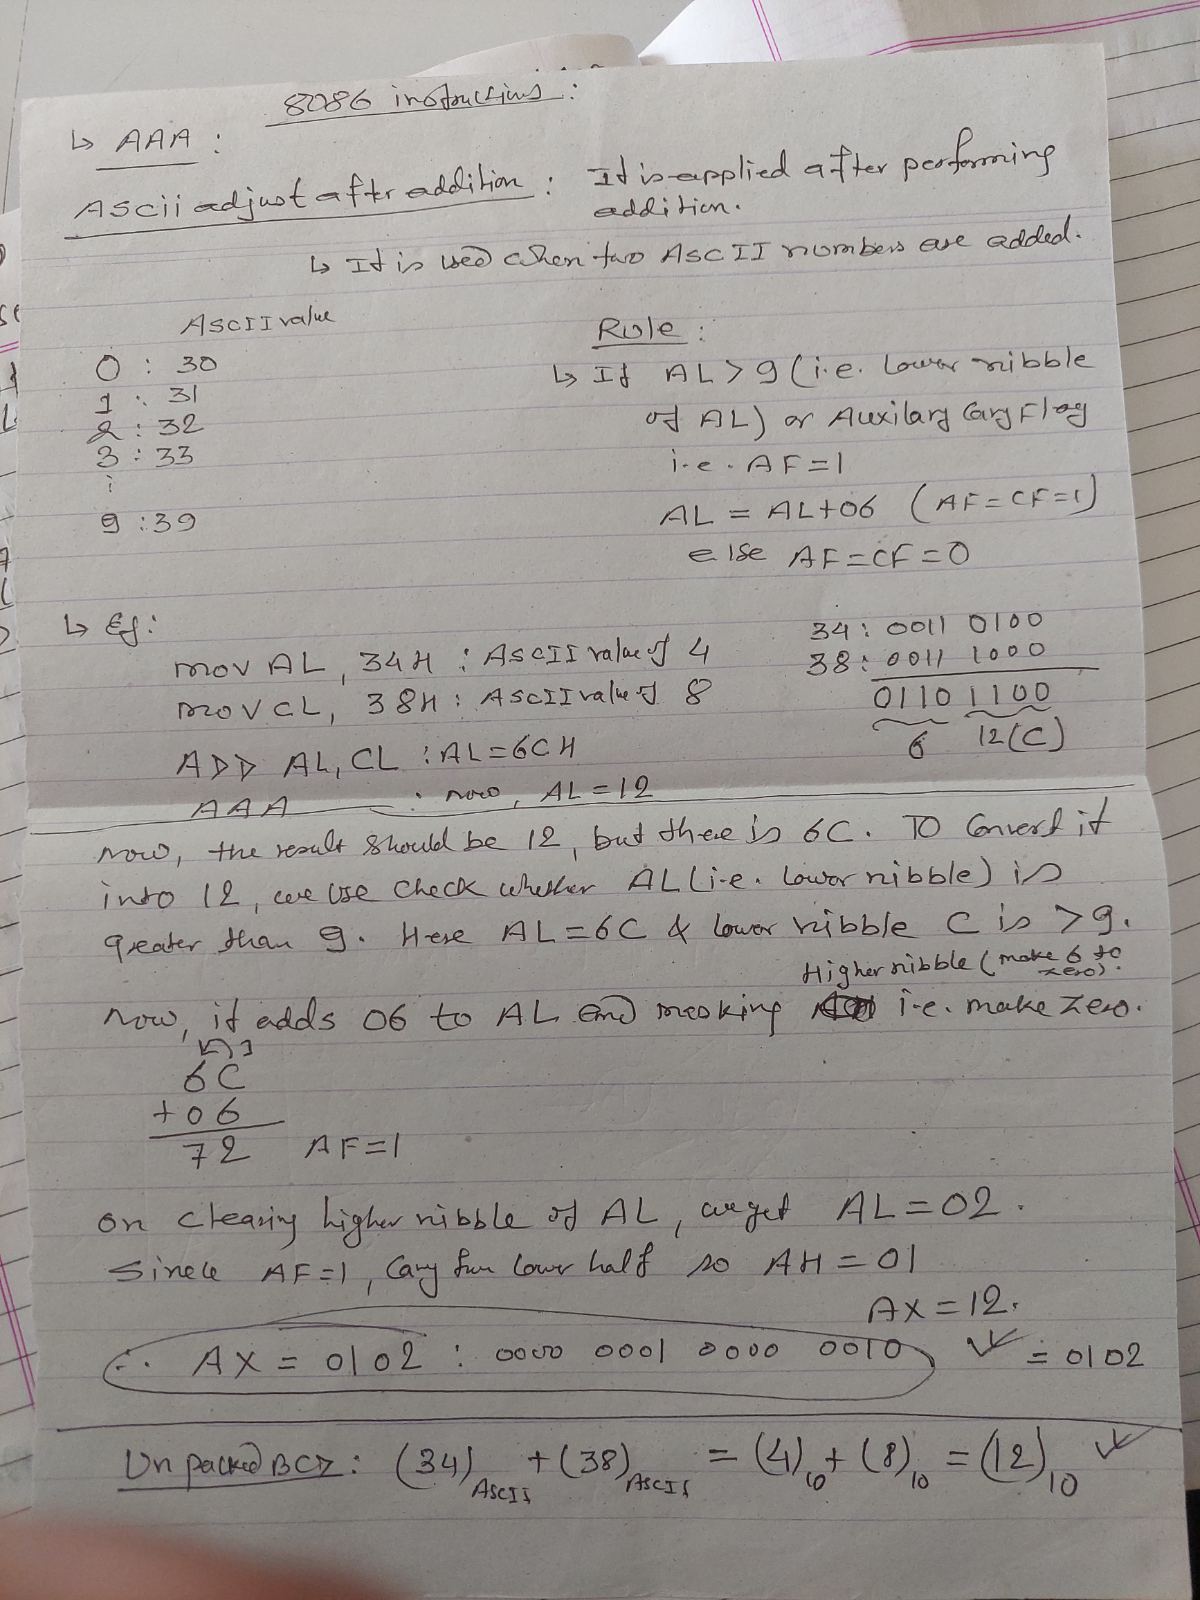 8086 instructions:
↳ AAA :
ASCii adjust after addition : It is applied after performing
addition.
↳ It is used when two ASCII numbers are added.
ASCII value
0 : 30
1 : 31
2 : 32
3 : 33
9 : 39
Rule :
↳ If AL > 9 (i.e. lower nibble
of AL) or Auxilary Cary Flag
i.e. AF=1
AL = AL+06 (AF=CF=1)
else AF=CF=0
↳ Eg:
MOV AL, 34H : ASCII value of 4
MOV CL, 38H : ASCII value of 8
ADD AL, CL : AL=6CH
AAA : now, AL=12
34: 0011 0100
38: 0011 1000
0110 1100
6 12(C)
now, the result should be 12, but there is 6C. TO Convert it
into 12, we use check whether AL (i.e. lower nibble) is
greater than 9. Here AL=6C & lower nibble C is >9.
Higher nibble (make 6 to
zero).
now, it adds 06 to AL and masking i.e. make zero.
6C
+06
72 AF=1
on clearing higher nibble of AL, we get AL=02.
Since AF=1, Cary from lower half so AH=01
AX=12.
∴ AX = 0102 : 0000 0001 0000 0010 = 0102
Unpacked BCD: (34)ASCII + (38)ASCII = (4)10 + (8)10 = (12)10